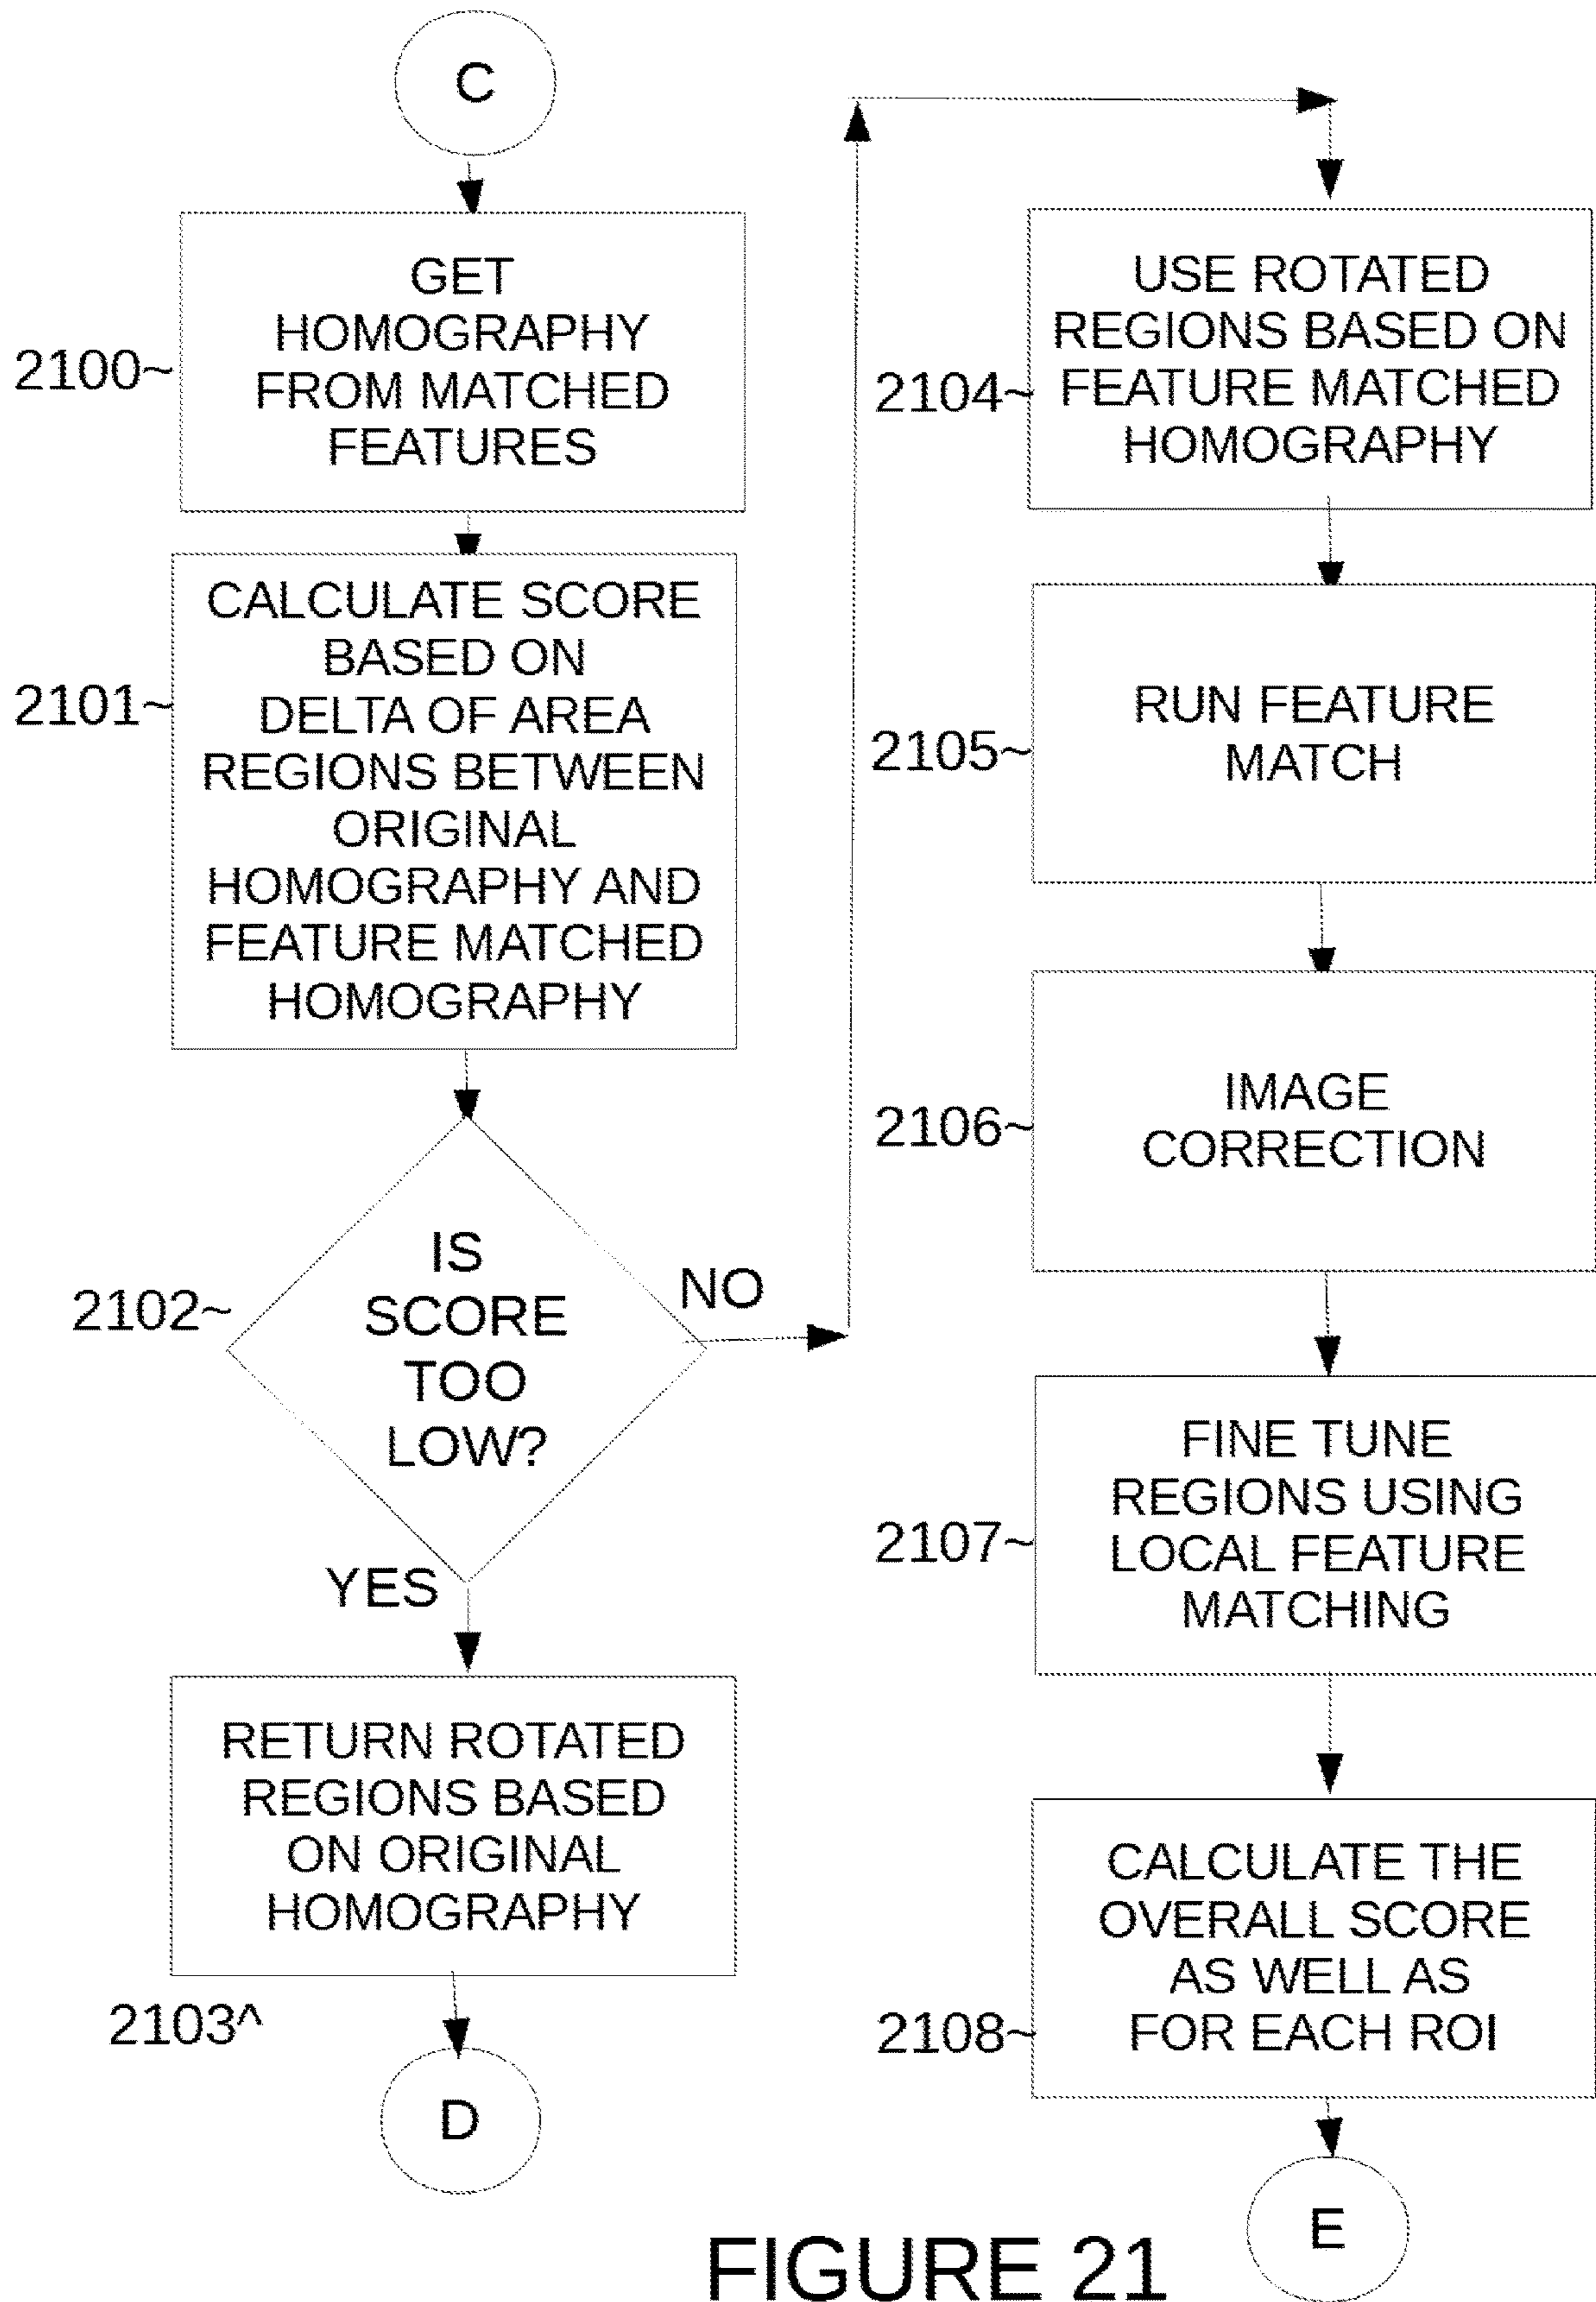 C
GET
HOMOGRAPHY
FROM MATCHED
FEATURES
2100~
CALCULATE SCORE
BASED ON
DELTA OF AREA
REGIONS BETWEEN
ORIGINAL
HOMOGRAPHY AND
FEATURE MATCHED
HOMOGRAPHY
2101~
IS
SCORE
TOO
LOW?
2102~
NO
YES
RETURN ROTATED
REGIONS BASED
ON ORIGINAL
HOMOGRAPHY
2103^
D
USE ROTATED
REGIONS BASED ON
FEATURE MATCHED
HOMOGRAPHY
2104~
RUN FEATURE
MATCH
2105~
IMAGE
CORRECTION
2106~
FINE TUNE
REGIONS USING
LOCAL FEATURE
MATCHING
2107~
CALCULATE THE
OVERALL SCORE
AS WELL AS
FOR EACH ROI
2108~
E
FIGURE 21